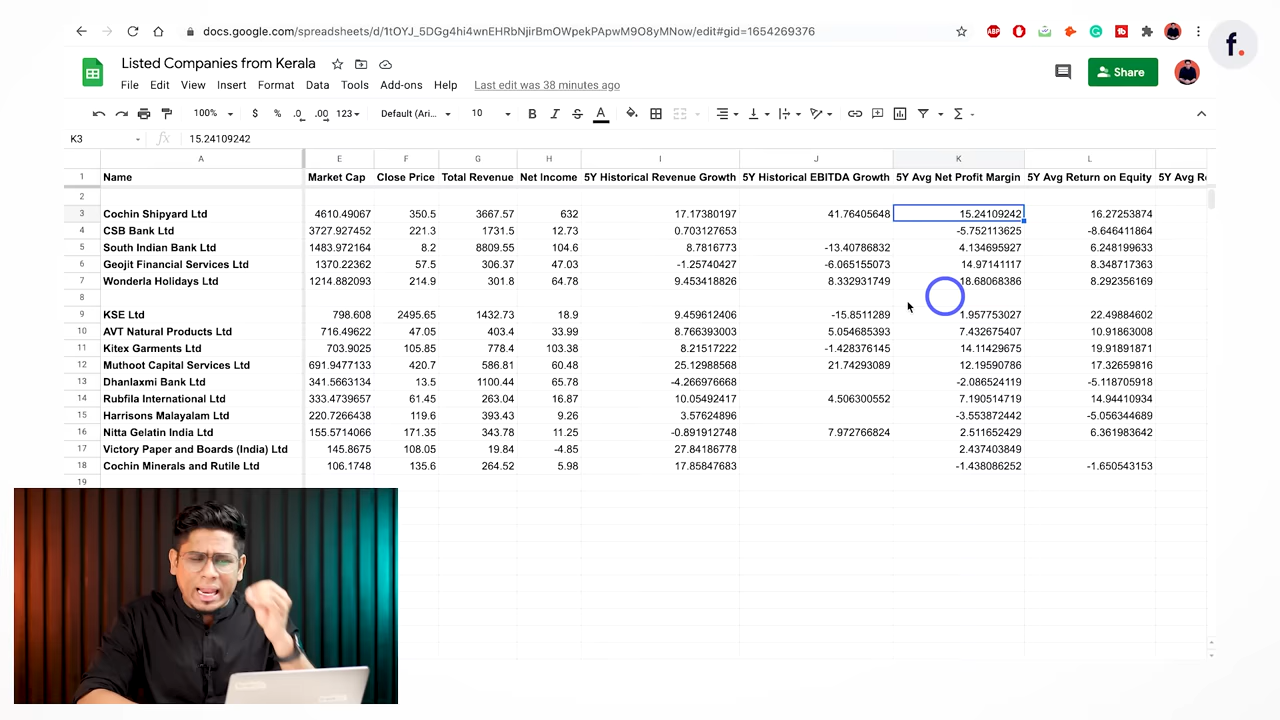 docs.google.com/spreadsheets/d/1tOYJ_5DGg4hi4wnEHRbNjirBmOWpekPApwM9O8yMNow/edit#gid=1654269376
f.
Listed Companies from Kerala
Share
File Edit View Insert Format Data Tools Add-ons Help Last edit was 38 minutes ago
100% $ % .0 .00 123 Default (Ari... 10 B I S A Σ
K3 fx 15.24109242
A E F G H I J K L
1 Name Market Cap Close Price Total Revenue Net Income 5Y Historical Revenue Growth 5Y Historical EBITDA Growth 5Y Avg Net Profit Margin 5Y Avg Return on Equity 5Y Avg R
2
3 Cochin Shipyard Ltd 4610.49067 350.5 3667.57 632 17.17380197 41.76405648 15.24109242 16.27253874
4 CSB Bank Ltd 3727.927452 221.3 1731.5 12.73 0.703127653 -5.752113625 -8.646411864
5 South Indian Bank Ltd 1483.972164 8.2 8809.55 104.6 8.7816773 -13.40786832 4.134695927 6.248199633
6 Geojit Financial Services Ltd 1370.22362 57.5 306.37 47.03 -1.25740427 -6.065155073 14.97141117 8.348717363
7 Wonderla Holidays Ltd 1214.882093 214.9 301.8 64.78 9.453418826 8.332931749 18.68068386 8.292356169
8
9 KSE Ltd 798.608 2495.65 1432.73 18.9 9.459612406 -15.8511289 1.957753027 22.49884602
10 AVT Natural Products Ltd 716.49622 47.05 403.4 33.99 8.766393003 5.054685393 7.432675407 10.91863008
11 Kitex Garments Ltd 703.9025 105.85 778.4 103.38 8.21517222 -1.428376145 14.11429675 19.91891871
12 Muthoot Capital Services Ltd 691.9477133 420.7 586.81 60.48 25.12988568 21.74293089 12.19590786 17.32659816
13 Dhanlaxmi Bank Ltd 341.5663134 13.5 1100.44 65.78 -4.266976668 -2.086524119 -5.118705918
14 Rubfila International Ltd 333.4739641 61.45 263.04 16.87 10.05492417 4.506300552 7.190514719 14.94410934
15 Harrisons Malayalam Ltd 220.7266438 119.6 393.43 9.26 3.57624896 -3.553872442 -5.056344689
16 Nitta Gelatin India Ltd 155.5714066 171.35 343.78 11.25 -0.891912748 7.972766824 2.511652429 6.361983642
17 Victory Paper and Boards (India) Ltd 145.8675 108.05 19.84 -4.85 27.84186778 2.437403849
18 Cochin Minerals and Rutile Ltd 106.1748 135.6 264.52 5.98 17.85847683 -1.438086252 -1.650543153
19